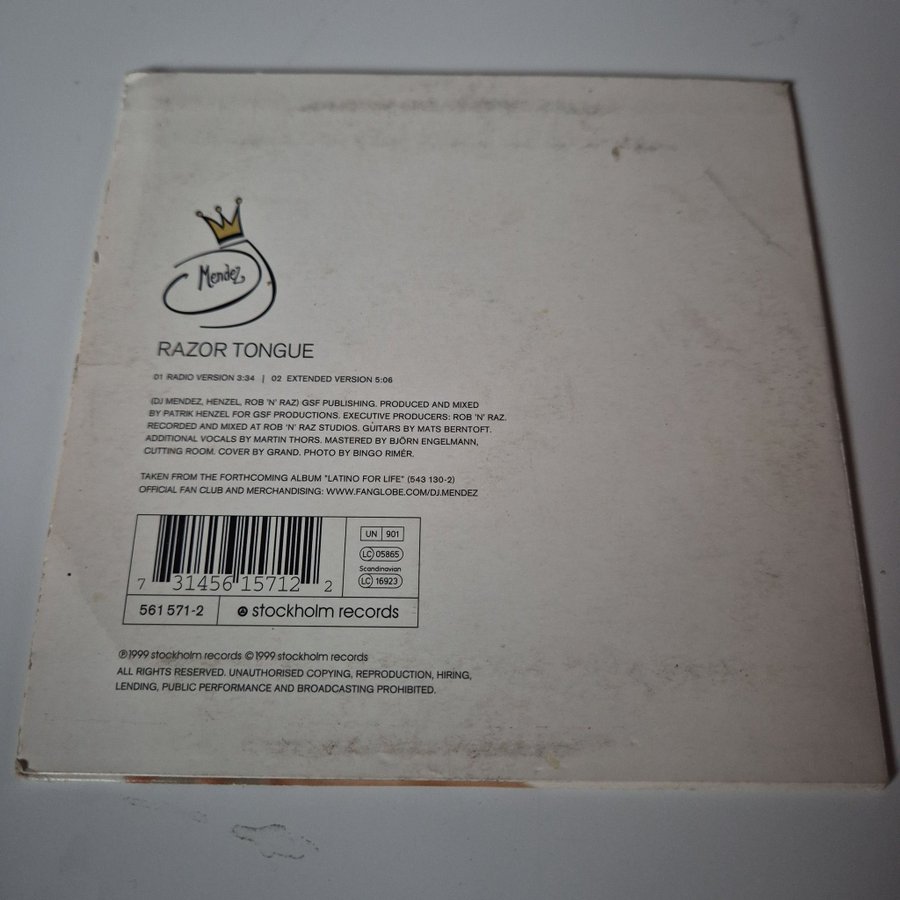 Mendez
RAZOR TONGUE
01 RADIO VERSION 3:34 | 02 EXTENDED VERSION 5:06
(DJ MENDEZ, HENZEL, ROB 'N' RAZ) GSF PUBLISHING. PRODUCED AND MIXED
BY PATRIK HENZEL FOR GSF PRODUCTIONS. EXECUTIVE PRODUCERS: ROB 'N' RAZ.
RECORDED AND MIXED AT ROB 'N' RAZ STUDIOS. GUITARS BY MATS BERNTOFT.
ADDITIONAL VOCALS BY MARTIN THORS. MASTERED BY BJÖRN ENGELMANN,
CUTTING ROOM. COVER BY GRAND. PHOTO BY BINGO RIMÉR.
TAKEN FROM THE FORTHCOMING ALBUM "LATINO FOR LIFE" (543 130-2)
OFFICIAL FAN CLUB AND MERCHANDISING: WWW.FANGLOBE.COM/DJ.MENDEZ
UN 901
LC 05865
Scandinavian
LC 16923
7 31456 15712 2
561 571-2 stockholm records
℗1999 stockholm records ©1999 stockholm records
ALL RIGHTS RESERVED. UNAUTHORISED COPYING, REPRODUCTION, HIRING,
LENDING, PUBLIC PERFORMANCE AND BROADCASTING PROHIBITED.